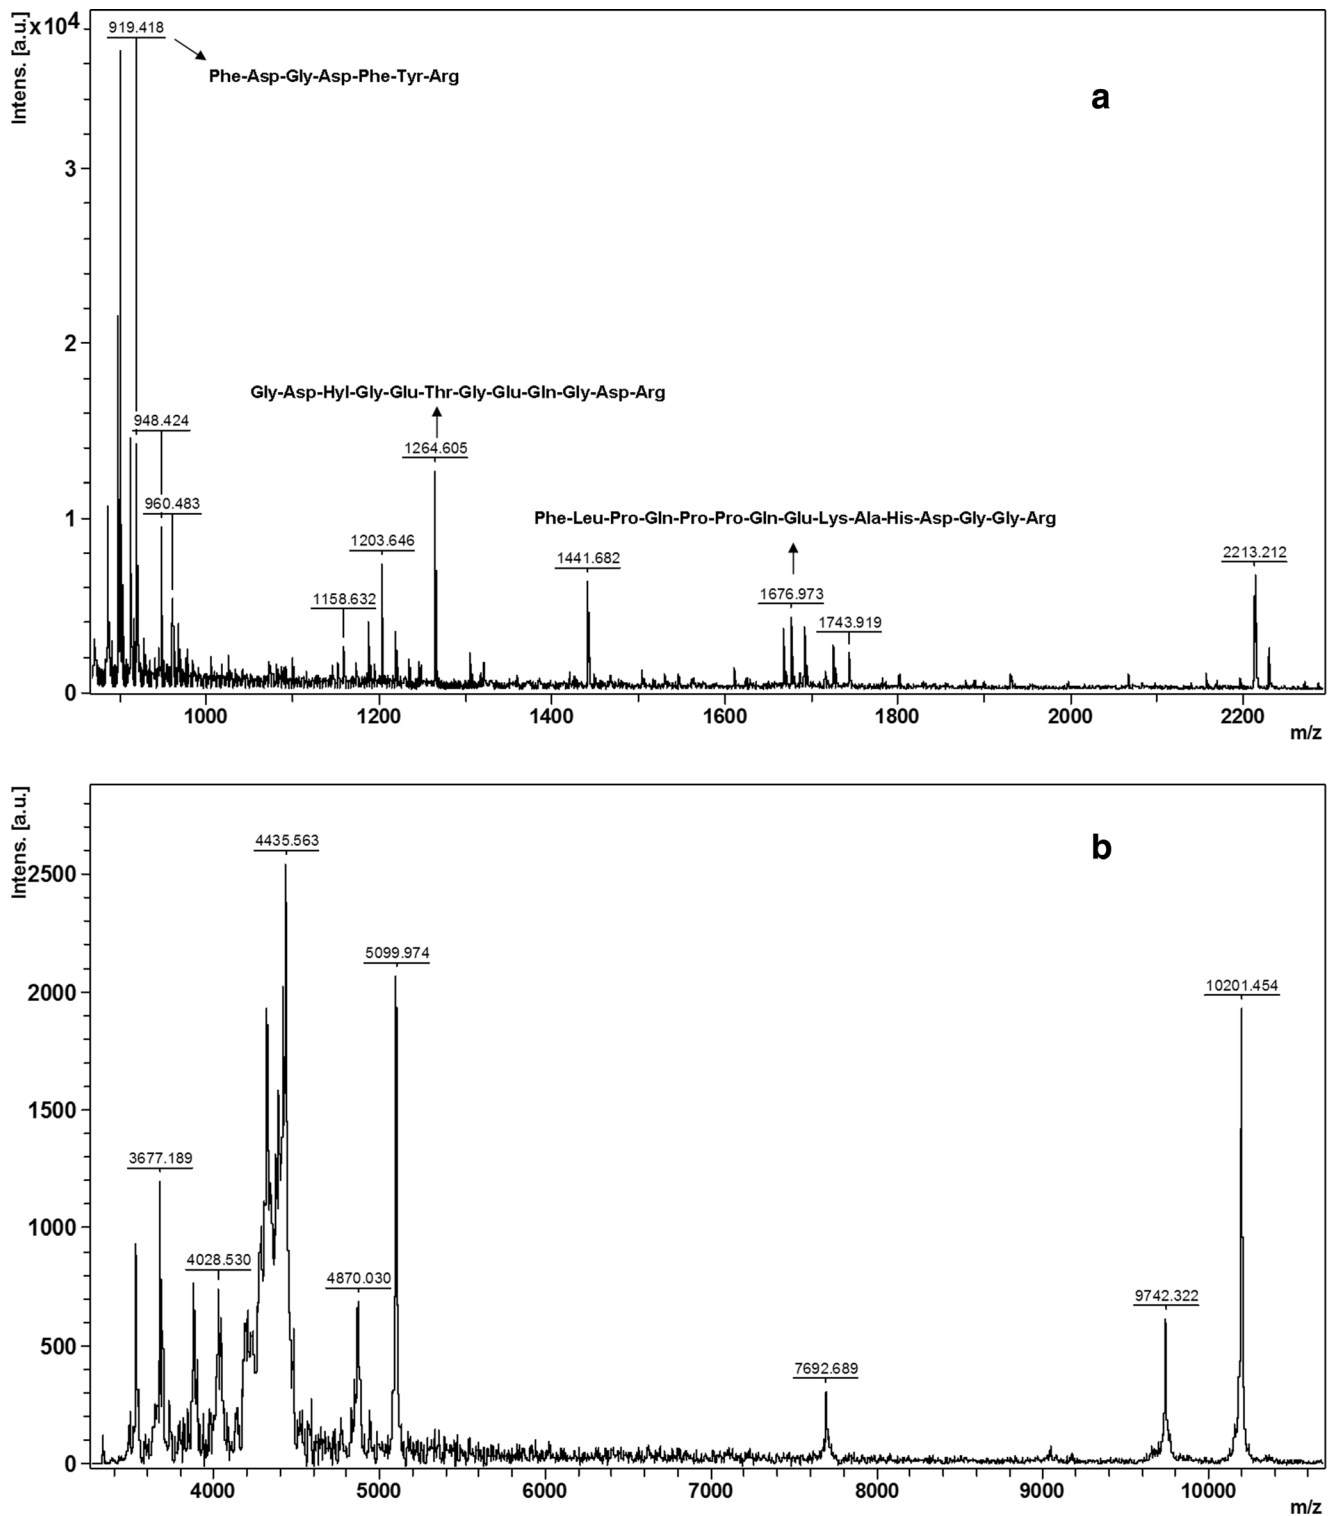 x10⁴
Intens. [a.u.]
919.418
Phe-Asp-Gly-Asp-Phe-Tyr-Arg
a
3
2
Gly-Asp-Hyl-Gly-Glu-Thr-Gly-Glu-Gln-Gly-Asp-Arg
948.424
1264.605
960.483
1
Phe-Leu-Pro-Gln-Pro-Pro-Gln-Glu-Lys-Ala-His-Asp-Gly-Gly-Arg
1203.646
1441.682
2213.212
1158.632
1676.973
1743.919
0
1000 1200 1400 1600 1800 2000 2200
m/z
Intens. [a.u.]
4435.563
b
2500
5099.974
2000
10201.454
1500
3677.189
1000
4028.530
4870.030
9742.322
500
7692.689
0
4000 5000 6000 7000 8000 9000 10000
m/z